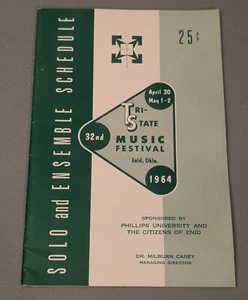 25¢
SOLO and ENSEMBLE SCHEDULE
April 30
May 1-2
TRI-
STATE
32nd
MUSIC
FESTIVAL
Enid, Okla.
1964
SPONSORED BY
PHILLIPS UNIVERSITY AND
THE CITIZENS OF ENID
DR. MILBURN CAREY
MANAGING DIRECTOR